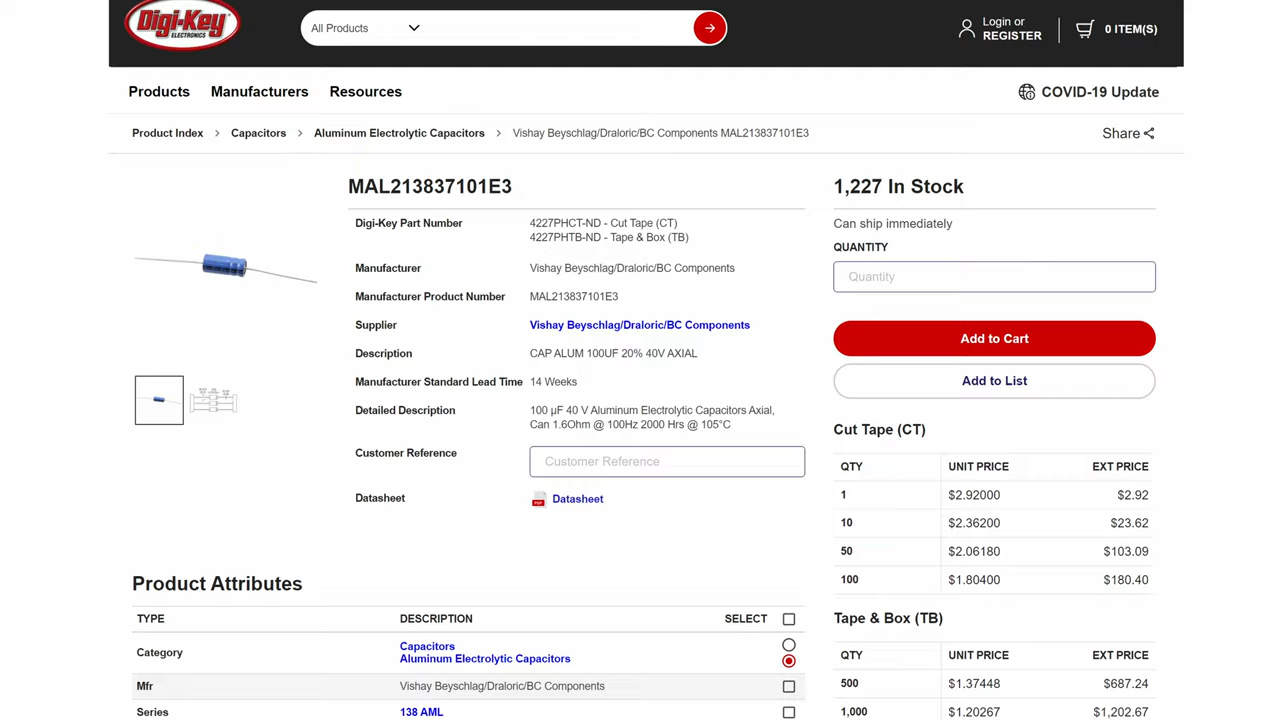 Digi-Key
ELECTRONICS
All Products
Login or
REGISTER
0 ITEM(S)
Products Manufacturers Resources
COVID-19 Update
Product Index > Capacitors > Aluminum Electrolytic Capacitors > Vishay Beyschlag/Draloric/BC Components MAL213837101E3
Share
MAL213837101E3
Digi-Key Part Number 4227PHCT-ND - Cut Tape (CT)
4227PHTB-ND - Tape & Box (TB)
Manufacturer Vishay Beyschlag/Draloric/BC Components
Manufacturer Product Number MAL213837101E3
Supplier Vishay Beyschlag/Draloric/BC Components
Description CAP ALUM 100UF 20% 40V AXIAL
Manufacturer Standard Lead Time 14 Weeks
Detailed Description 100 µF 40 V Aluminum Electrolytic Capacitors Axial,
Can 1.6Ohm @ 100Hz 2000 Hrs @ 105°C
Customer Reference Customer Reference
Datasheet PDF Datasheet
1,227 In Stock
Can ship immediately
QUANTITY
Quantity
Add to Cart
Add to List
Cut Tape (CT)
QTY UNIT PRICE EXT PRICE
1 $2.92000 $2.92
10 $2.36200 $23.62
50 $2.06180 $103.09
100 $1.80400 $180.40
Tape & Box (TB)
QTY UNIT PRICE EXT PRICE
500 $1.37448 $687.24
1,000 $1.20267 $1,202.67
Product Attributes
TYPE DESCRIPTION SELECT
Category Capacitors
Aluminum Electrolytic Capacitors
Mfr Vishay Beyschlag/Draloric/BC Components
Series 138 AML